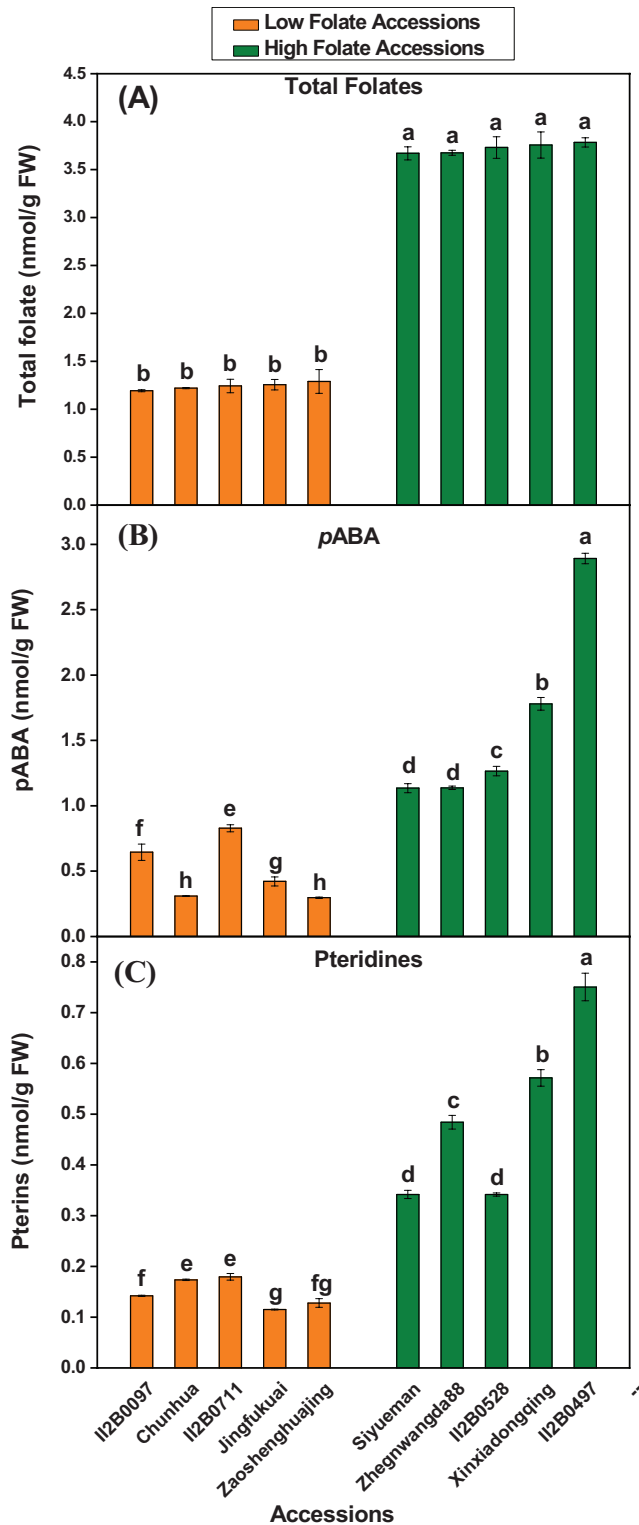 Low Folate Accessions
High Folate Accessions
(A) Total Folates
4.5
4.0
3.5
3.0
2.5
2.0
1.5
1.0
0.5
0.0
Total folate (nmol/g FW)
b b b b b a a a a a
(B) pABA
3.0
2.5
2.0
1.5
1.0
0.5
0.0
pABA (nmol/g FW)
f h e g h d d c b a
(C) Pteridines
0.8
0.7
0.6
0.5
0.4
0.3
0.2
0.1
0.0
Pterins (nmol/g FW)
f e e g fg d c d b a
II2B0097
Chunhua
II2B0711
Jingfukuai
Zaoshenghuajing
Siyueman
Zhegnwangda88
II2B0528
Xinxiadongqing
II2B0497
--
Accessions